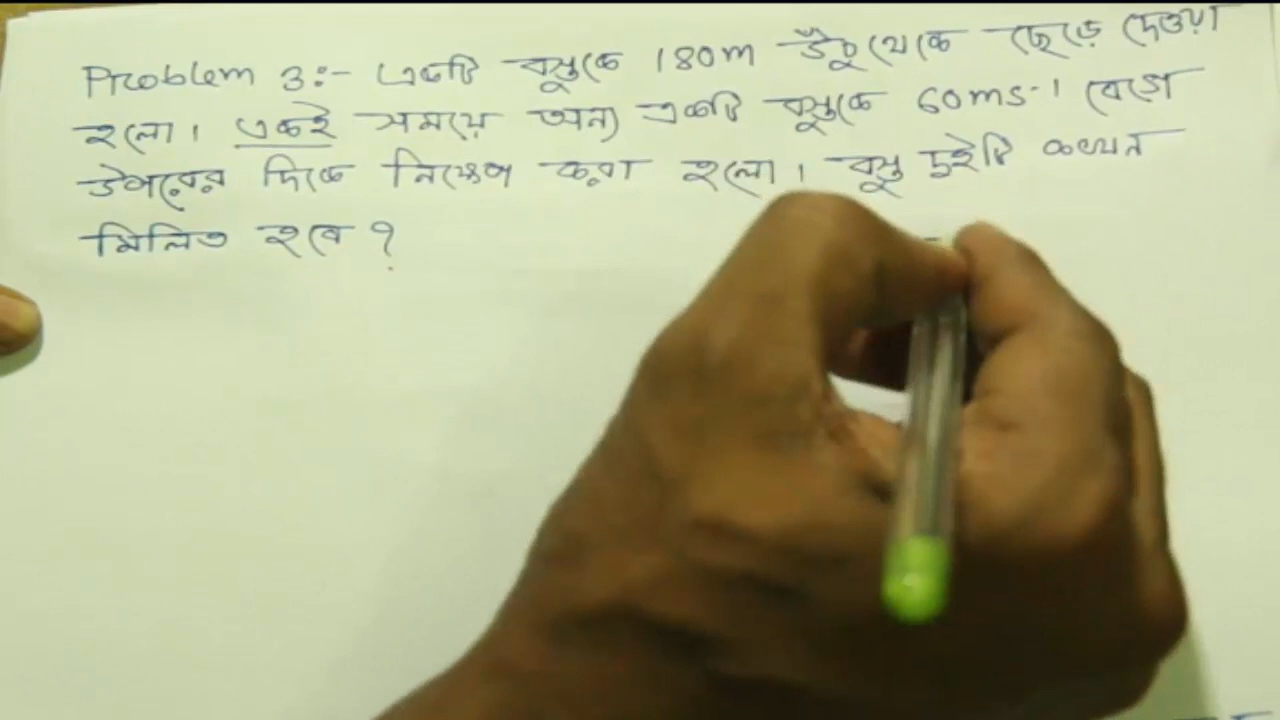 Problem 3:- একটি বস্তুকে 180m উঁচু থেকে ছেড়ে দেওয়া
হলো। একই সময়ে অন্য একটি বস্তুকে 60ms-1 বেগে
উপরের দিকে নিক্ষেপ করা হলো। বস্তু দুইটি কখন
মিলিত হবে ?